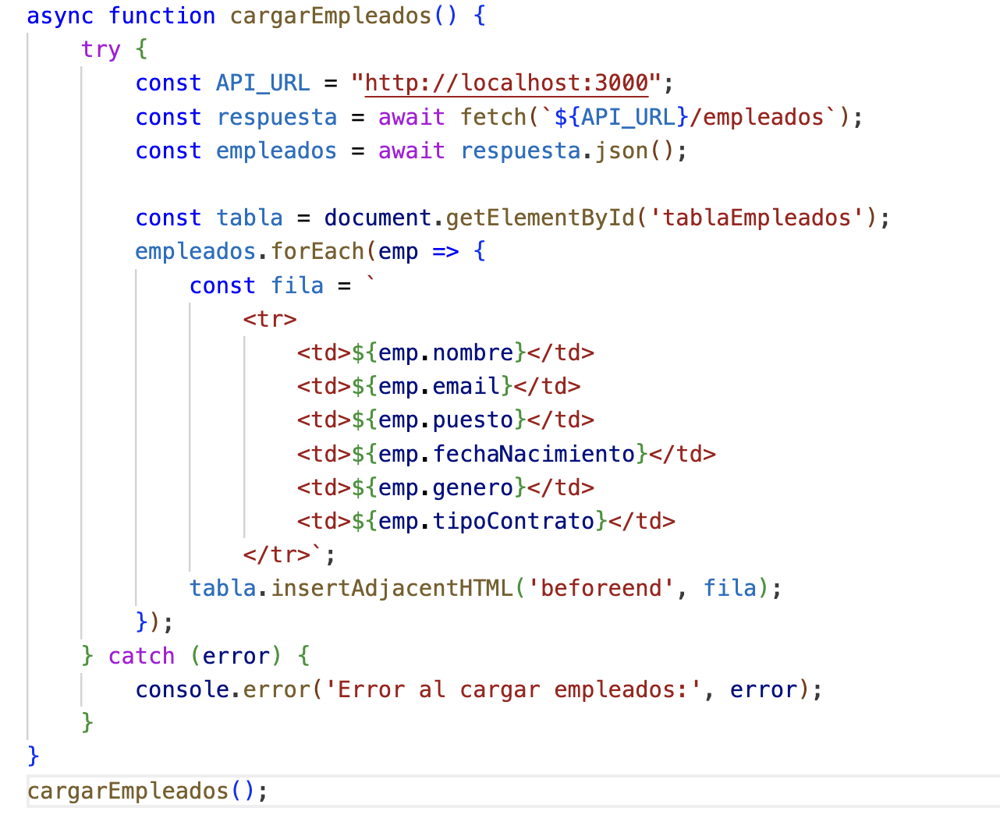 async function cargarEmpleados() {
    try {
        const API_URL = "http://localhost:3000";
        const respuesta = await fetch(`${API_URL}/empleados`);
        const empleados = await respuesta.json();

        const tabla = document.getElementById('tablaEmpleados');
        empleados.forEach(emp => {
            const fila = `
                <tr>
                    <td>${emp.nombre}</td>
                    <td>${emp.email}</td>
                    <td>${emp.puesto}</td>
                    <td>${emp.fechaNacimiento}</td>
                    <td>${emp.genero}</td>
                    <td>${emp.tipoContrato}</td>
                </tr>`;
            tabla.insertAdjacentHTML('beforeend', fila);
        });
    } catch (error) {
        console.error('Error al cargar empleados:', error);
    }
}
cargarEmpleados();